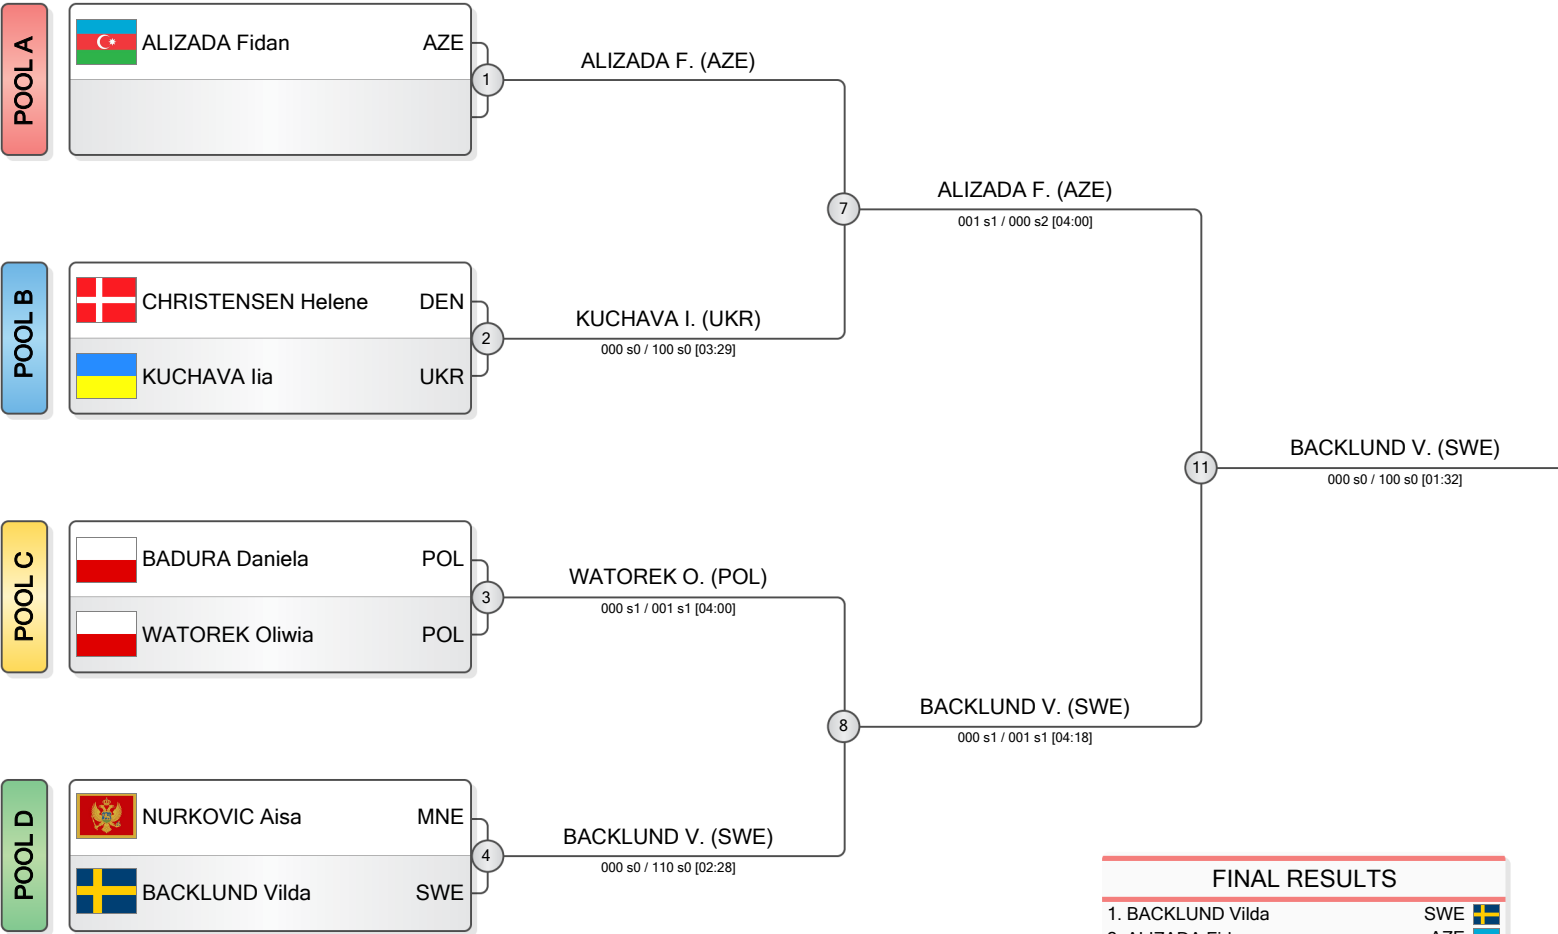 POOL A
ALIZADA Fidan AZE
1
ALIZADA F. (AZE)
POOL B
CHRISTENSEN Helene DEN
KUCHAVA Iia UKR
2
KUCHAVA I. (UKR)
000 s0 / 100 s0 [03:29]
7
ALIZADA F. (AZE)
001 s1 / 000 s2 [04:00]
POOL C
BADURA Daniela POL
WATOREK Oliwia POL
3
WATOREK O. (POL)
000 s1 / 001 s1 [04:00]
POOL D
NURKOVIC Aisa MNE
BACKLUND Vilda SWE
4
BACKLUND V. (SWE)
000 s0 / 110 s0 [02:28]
8
BACKLUND V. (SWE)
000 s1 / 001 s1 [04:18]
11
BACKLUND V. (SWE)
000 s0 / 100 s0 [01:32]
FINAL RESULTS
1. BACKLUND Vilda SWE
2. ALIZADA Fidan AZE